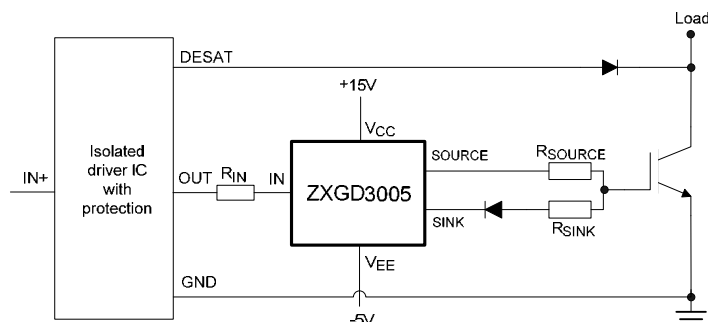 Load
DESAT
+15V
VCC
Isolated
driver IC
with
protection
IN+
OUT
RIN
IN
ZXGD3005
SOURCE
RSOURCE
SINK
RSINK
VEE
GND
-5V